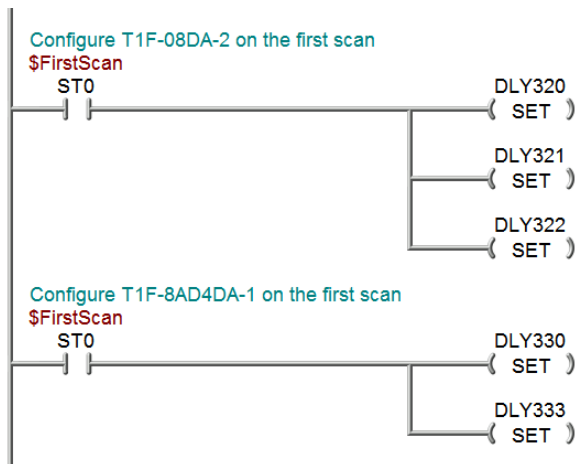 Configure T1F-08DA-2 on the first scan
$FirstScan
ST0
DLY320
SET
DLY321
SET
DLY322
SET
Configure T1F-8AD4DA-1 on the first scan
$FirstScan
ST0
DLY330
SET
DLY333
SET